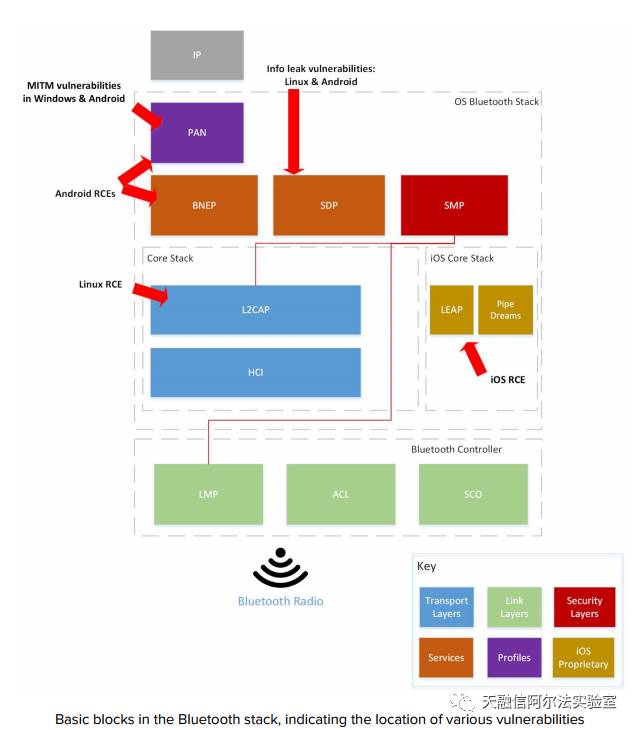 IP
Info leak vulnerabilities:
Linux & Android
MITM vulnerabilities
in Windows & Android
OS Bluetooth Stack
PAN
Android RCEs
BNEP
SDP
SMP
Core Stack
iOS Core Stack
Linux RCE
L2CAP
LEAP
Pipe
Dreams
HCI
iOS RCE
Bluetooth Controller
LMP
ACL
SCO
Bluetooth Radio
Key
Transport
Layers
Link
Layers
Security
Layers
Services
Profiles
iOS
Proprietary
天融信阿尔法实验室
Basic blocks in the Bluetooth stack, indicating the location of various vulnerabilities